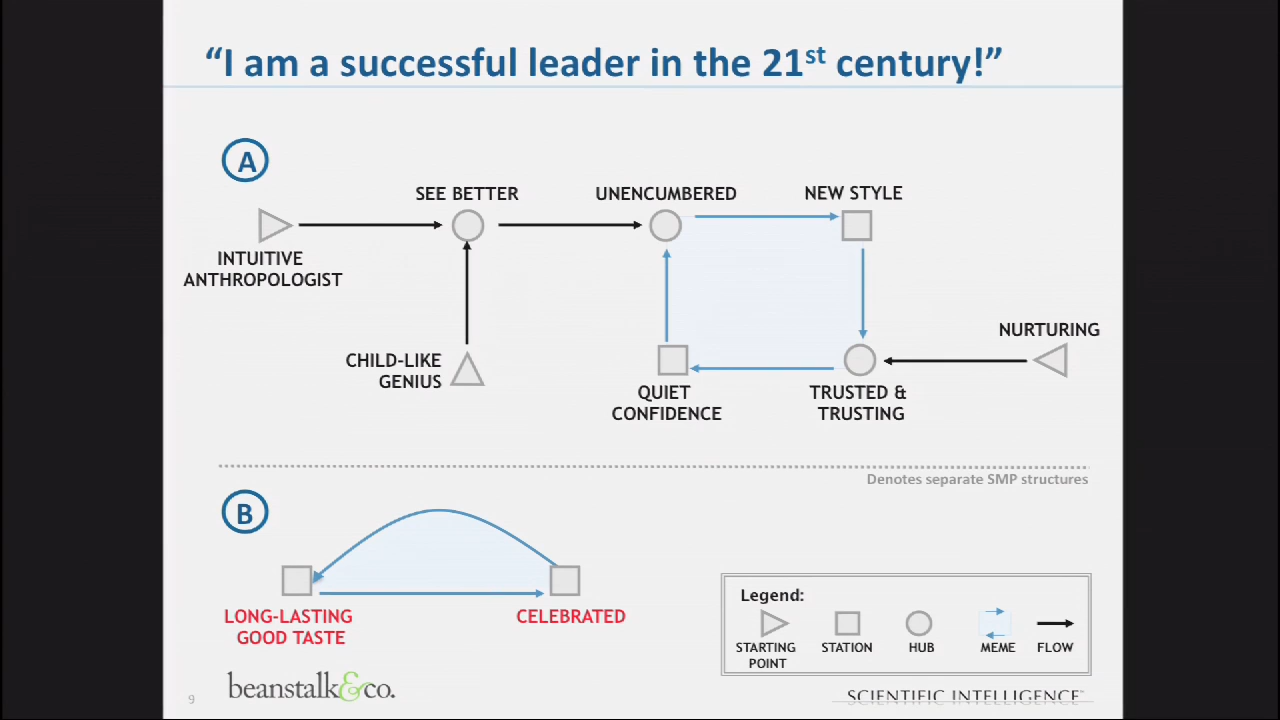 “I am a successful leader in the 21st century!”
A
SEE BETTER
UNENCUMBERED
NEW STYLE
INTUITIVE
ANTHROPOLOGIST
NURTURING
CHILD-LIKE
GENIUS
QUIET
CONFIDENCE
TRUSTED &
TRUSTING
Denotes separate SMP structures
B
LONG-LASTING
GOOD TASTE
CELEBRATED
Legend:
STARTING
POINT
STATION
HUB
MEME
FLOW
9
beanstalk&co.
SCIENTIFIC INTELLIGENCE™